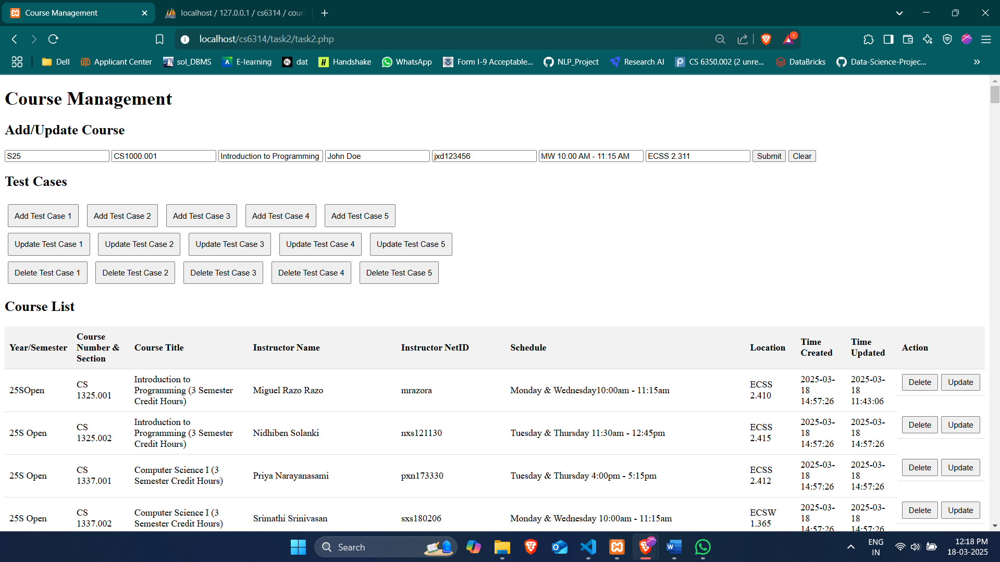 Course Management
localhost / 127.0.0.1 / cs6314 / cour
localhost/cs6314/task2/task2.php
1
Dell
UTD Applicant Center
sol_DBMS
E-learning
dat
Handshake
WhatsApp
Form I-9 Acceptable...
NLP_Project
Research AI
CS 6350.002 (2 unre...
DataBricks
Data-Science-Projec...
Course Management
Add/Update Course
S25 CS1000.001 Introduction to Programming John Doe jxd123456 MW 10:00 AM - 11:15 AM ECSS 2.311 Submit Clear
Test Cases
Add Test Case 1 Add Test Case 2 Add Test Case 3 Add Test Case 4 Add Test Case 5
Update Test Case 1 Update Test Case 2 Update Test Case 3 Update Test Case 4 Update Test Case 5
Delete Test Case 1 Delete Test Case 2 Delete Test Case 3 Delete Test Case 4 Delete Test Case 5
Course List
Year/Semester
Course
Number &
Section
Course Title
Instructor Name
Instructor NetID
Schedule
Location
Time
Created
Time
Updated
Action
25SOpen
CS
1325.001
Introduction to
Programming (3 Semester
Credit Hours)
Miguel Razo Razo
mrazora
Monday & Wednesday10:00am - 11:15am
ECSS
2.410
2025-03-
18
14:57:26
2025-03-
18
11:43:06
Delete Update
25S Open
CS
1325.002
Introduction to
Programming (3 Semester
Credit Hours)
Nidhiben Solanki
nxs121130
Tuesday & Thursday 11:30am - 12:45pm
ECSS
2.415
2025-03-
18
14:57:26
2025-03-
18
14:57:26
Delete Update
25S Open
CS
1337.001
Computer Science I (3
Semester Credit Hours)
Priya Narayanasami
pxn173330
Tuesday & Thursday 4:00pm - 5:15pm
ECSS
2.412
2025-03-
18
14:57:26
2025-03-
18
14:57:26
Delete Update
25S Open
CS
1337.002
Computer Science I (3
Semester Credit Hours)
Srimathi Srinivasan
sxs180206
Monday & Wednesday 10:00am - 11:15am
ECSW
1.365
2025-03-
18
14:57:26
2025-03-
18
14:57:26
Delete Update
Search
ENG
IN
12:18 PM
18-03-2025